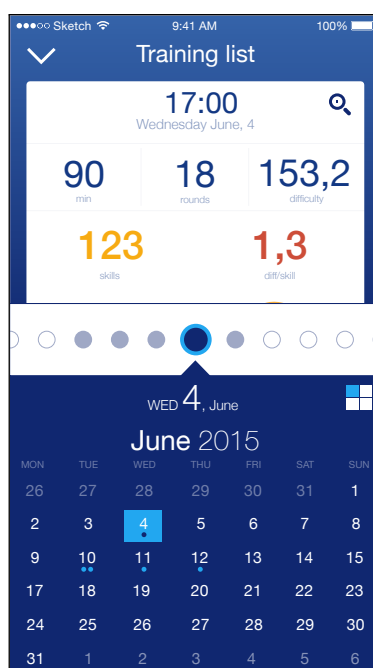 Sketch 9:41 AM 100%
Training list
17:00
Wednesday June, 4
90 18 153,2
min rounds difficulty
123 1,3
skills diff/skill
WED 4, June
June 2015
MON TUE WED THU FRI SAT SUN
26 27 28 29 30 31 1
2 3 4 5 6 7 8
9 10 11 12 13 14 15
17 18 19 20 21 22 23
24 25 26 27 28 29 30
31 1 2 3 4 5 6